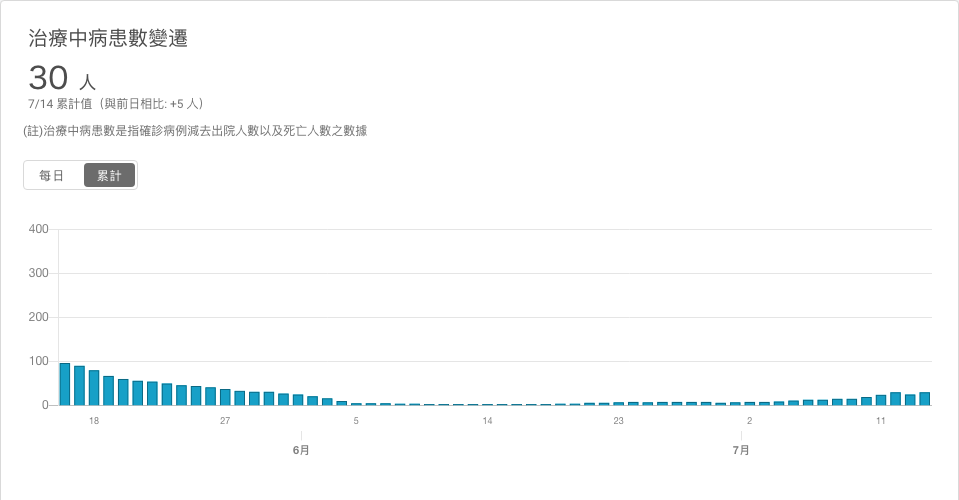 治療中病患數變遷
30 人
7/14 累計值（與前日相比: +5 人）
(註)治療中病患數是指確診病例減去出院人數以及死亡人數之數據
每日 累計
400
300
200
100
0
18 27 5 14 23 2 11
6月 7月